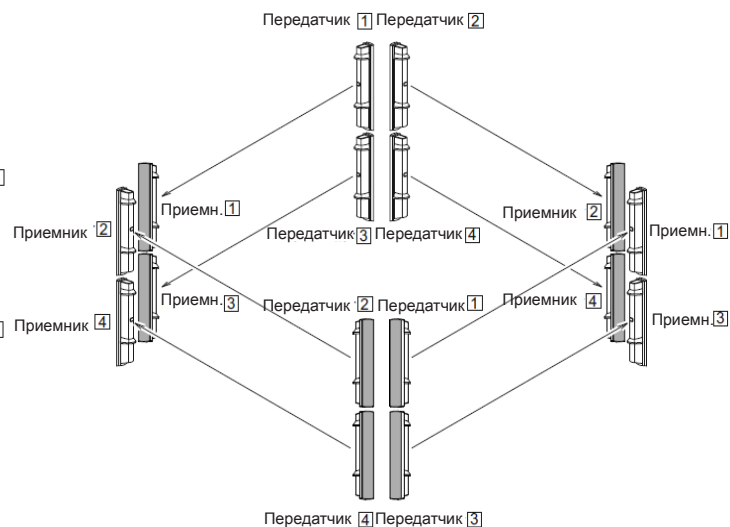 Передатчик 1 Передатчик 2
Приемн. 1
Приемник 2
Приемник 2
Приемн. 1
Передатчик 3 Передатчик 4
Приемн. 3
Приемник 4
Передатчик 2 Передатчик 1
Приемник 4
Приемн. 3
Передатчик 4 Передатчик 3